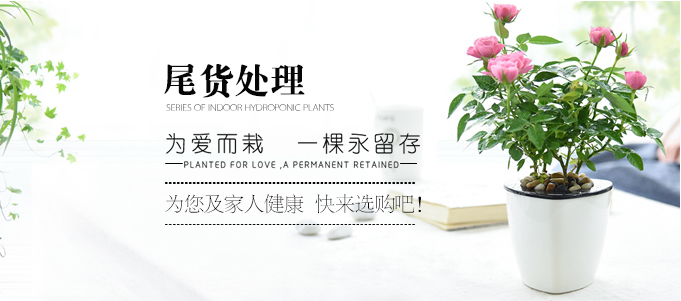 尾货处理
SERIES OF INDOOR HYDROPONIC PLANTS
为爱而栽 一棵永留存
PLANTED FOR LOVE ,A PERMANENT RETAINED
为您及家人健康 快来选购吧!